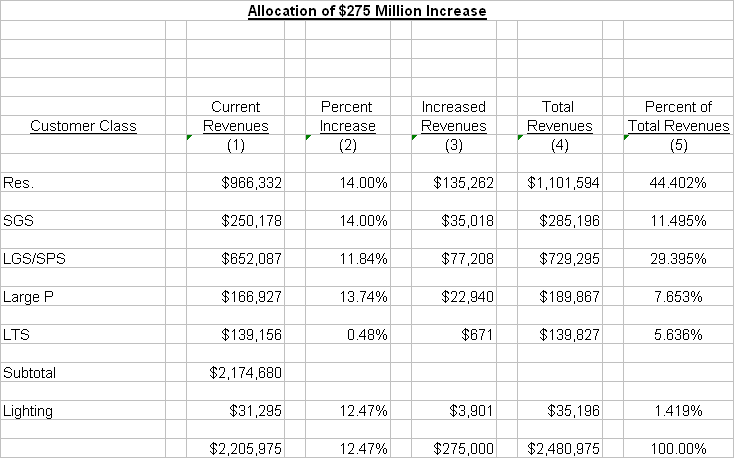 Allocation of $275 Million Increase
Current Percent Increased Total Percent of
Customer Class Revenues Increase Revenues Revenues Total Revenues
(1) (2) (3) (4) (5)
Res. $966,332 14.00% $135,262 $1,101,594 44.402%
SGS $250,178 14.00% $35,018 $285,196 11.495%
LGS/SPS $652,087 11.84% $77,208 $729,295 29.395%
Large P $166,927 13.74% $22,940 $189,867 7.653%
LTS $139,156 0.48% $671 $139,827 5.636%
Subtotal $2,174,680
Lighting $31,295 12.47% $3,901 $35,196 1.419%
$2,205,975 12.47% $275,000 $2,480,975 100.00%